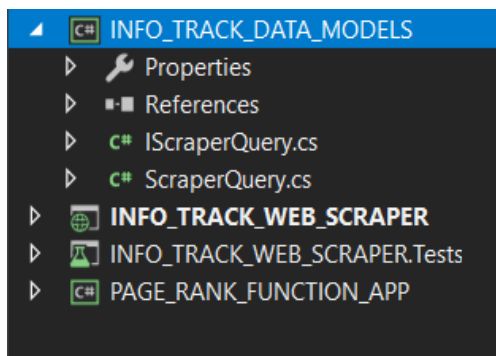 C# INFO_TRACK_DATA_MODELS
Properties
References
C# IScraperQuery.cs
C# ScraperQuery.cs
INFO_TRACK_WEB_SCRAPER
INFO_TRACK_WEB_SCRAPER.Tests
C# PAGE_RANK_FUNCTION_APP